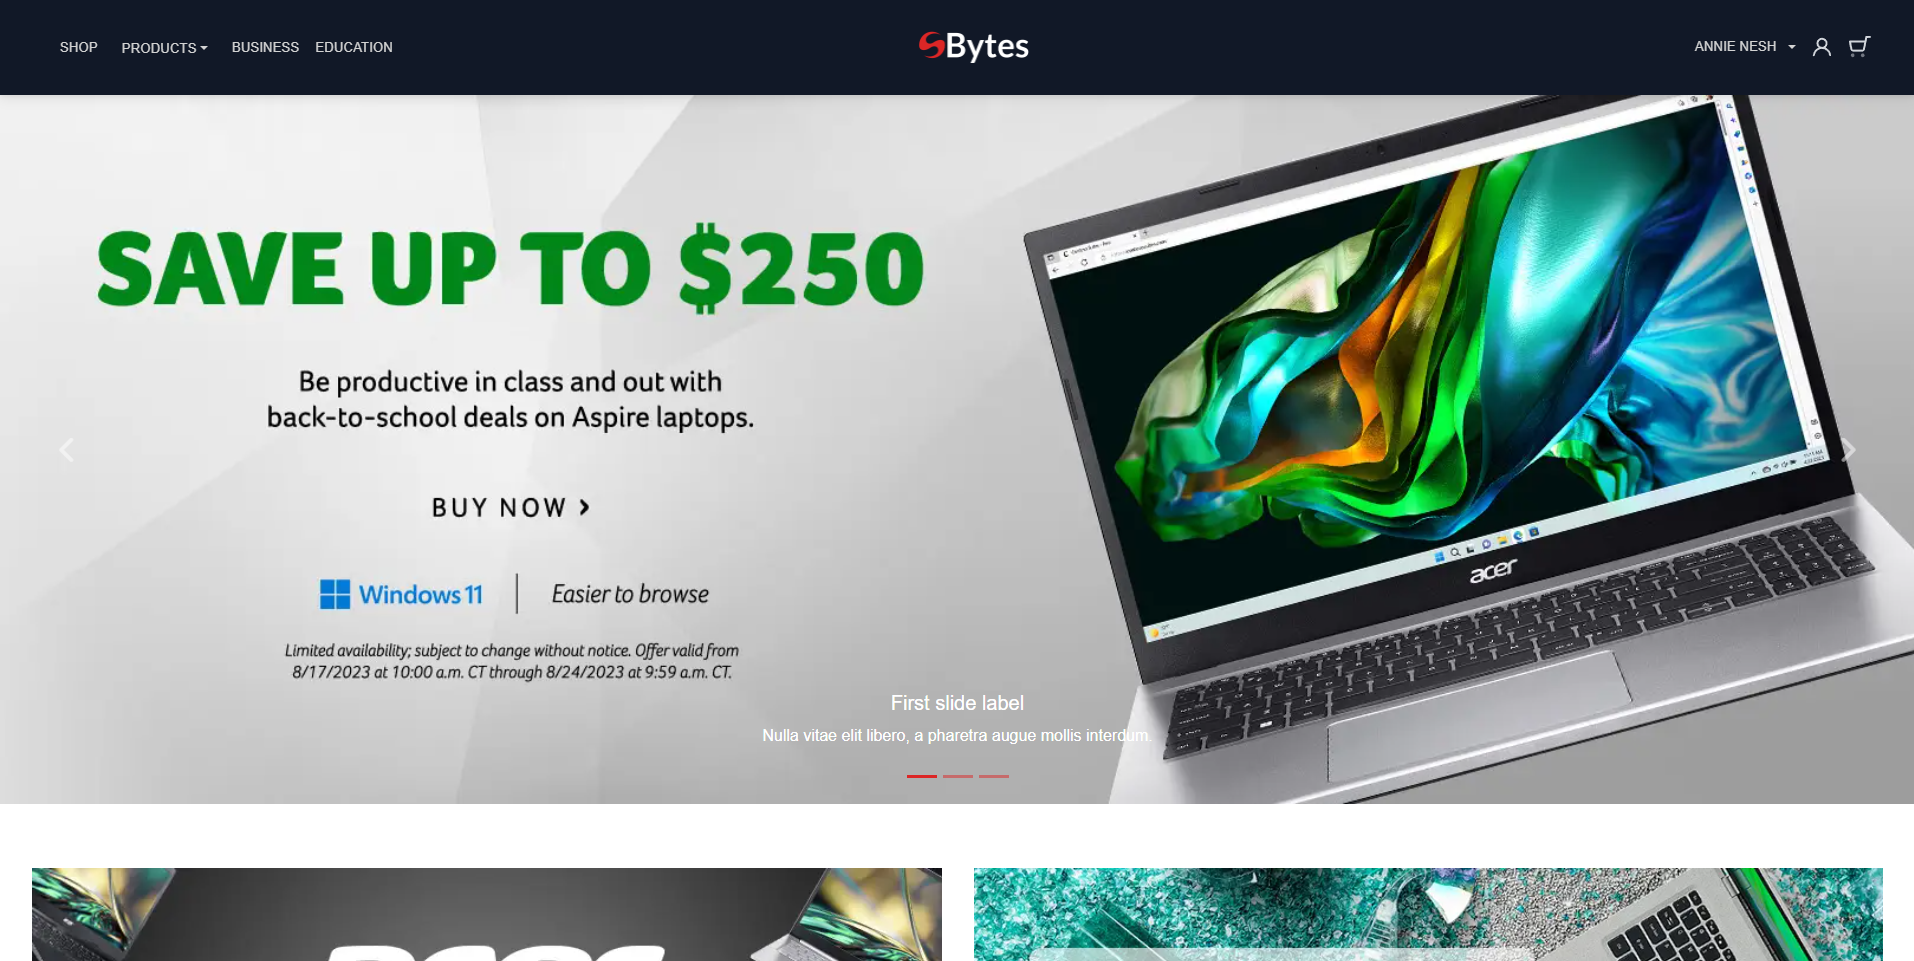 SHOP PRODUCTS BUSINESS EDUCATION
SBytes
ANNIE NESH
SAVE UP TO $250
Be productive in class and out with
back-to-school deals on Aspire laptops.
BUY NOW ›
Windows 11 | Easier to browse
Limited availability; subject to change without notice. Offer valid from
8/17/2023 at 10:00 a.m. CT through 8/24/2023 at 9:59 a.m. CT.
acer
First slide label
Nulla vitae elit libero, a pharetra augue mollis interdum.